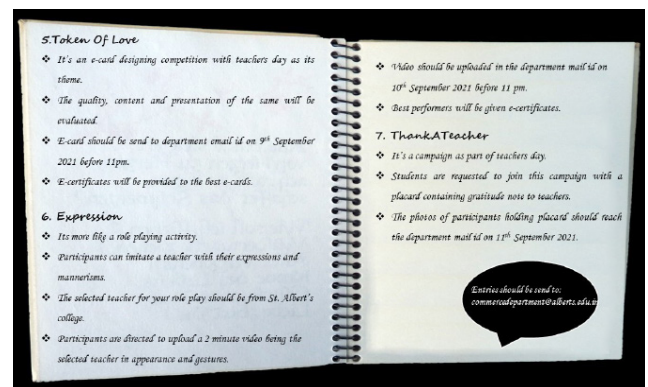 5.Token Of Love
❖ It's an e-card designing competition with teachers day as its
theme.
❖ The quality, content and presentation of the same will be
evaluated.
❖ E-card should be send to department email id on 9th September
2021 before 11pm.
❖ E-certificates will be provided to the best e-cards.
6. Expression
❖ Its more like a role playing activity.
❖ Participants can imitate a teacher with their expressions and
mannerisms.
❖ The selected teacher for your role play should be from St. Albert's
college.
❖ Participants are directed to upload a 2 minute video being the
selected teacher in appearance and gestures.
❖ Video should be uploaded in the department mail id on
10th September 2021 before 11 pm.
❖ Best performers will be given e-certificates.
7. ThankATeacher
❖ It's a campaign as part of teachers day.
❖ Students are requested to join this campaign with a
placard containing gratitude note to teachers.
❖ The photos of participants holding placard should reach
the department mail id on 11th September 2021.
Entries should be send to:
commercedepartment@alberts.edu.in